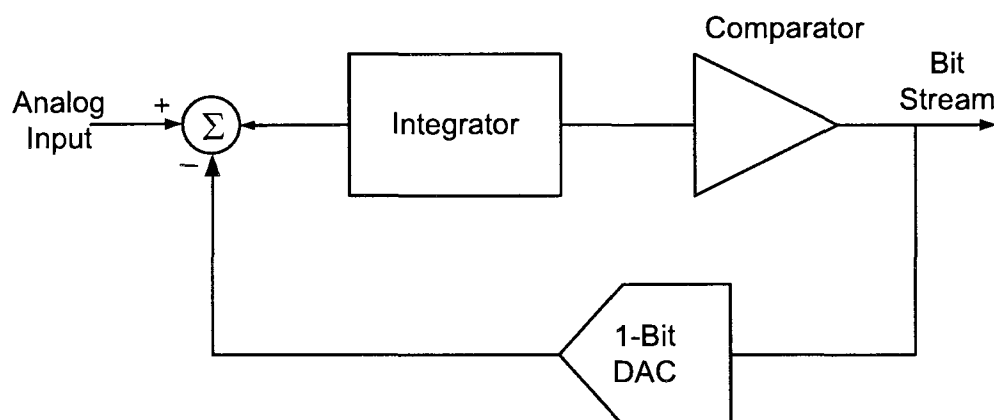 Comparator
Bit
Stream
Analog
Input
+
Σ
−
Integrator
1-Bit
DAC